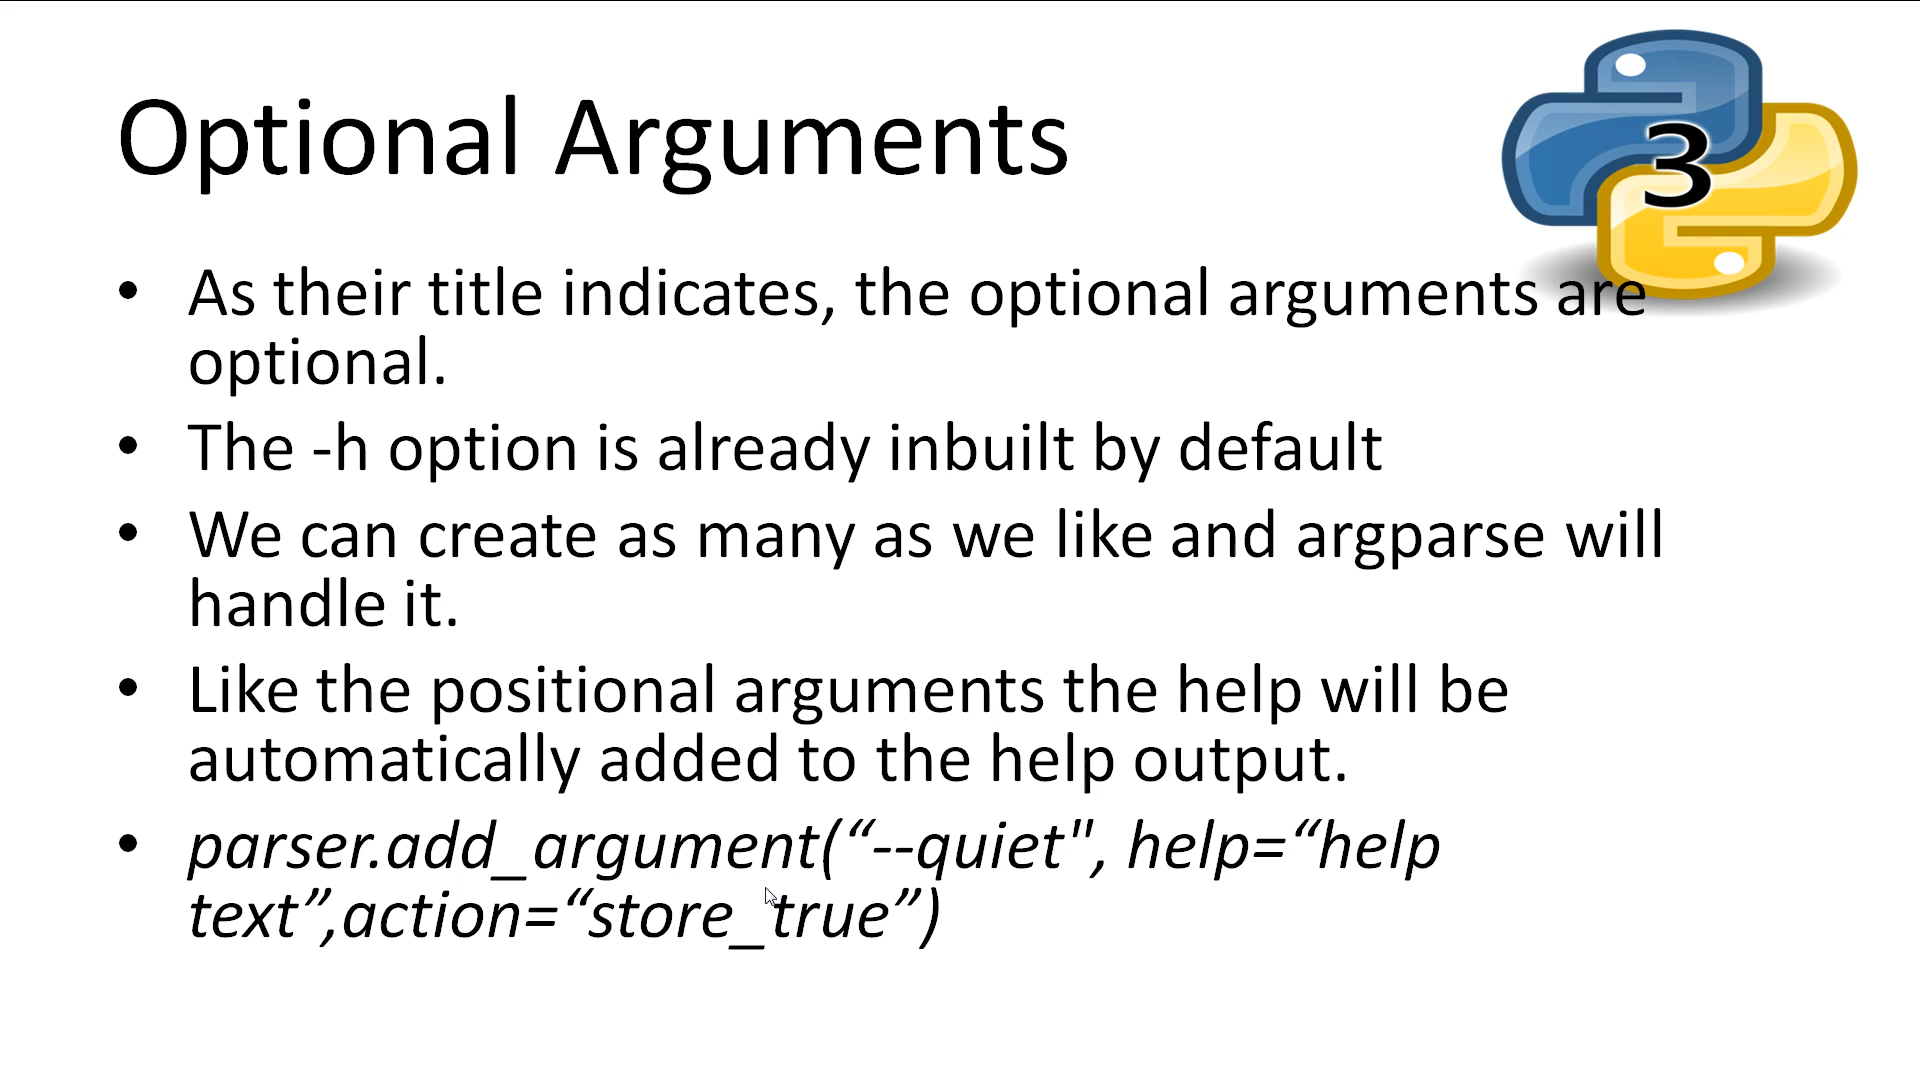 Optional Arguments
3
• As their title indicates, the optional arguments are
optional.
• The -h option is already inbuilt by default
• We can create as many as we like and argparse will
handle it.
• Like the positional arguments the help will be
automatically added to the help output.
• parser.add_argument(“--quiet", help=“help
text”,action=“store_true”)